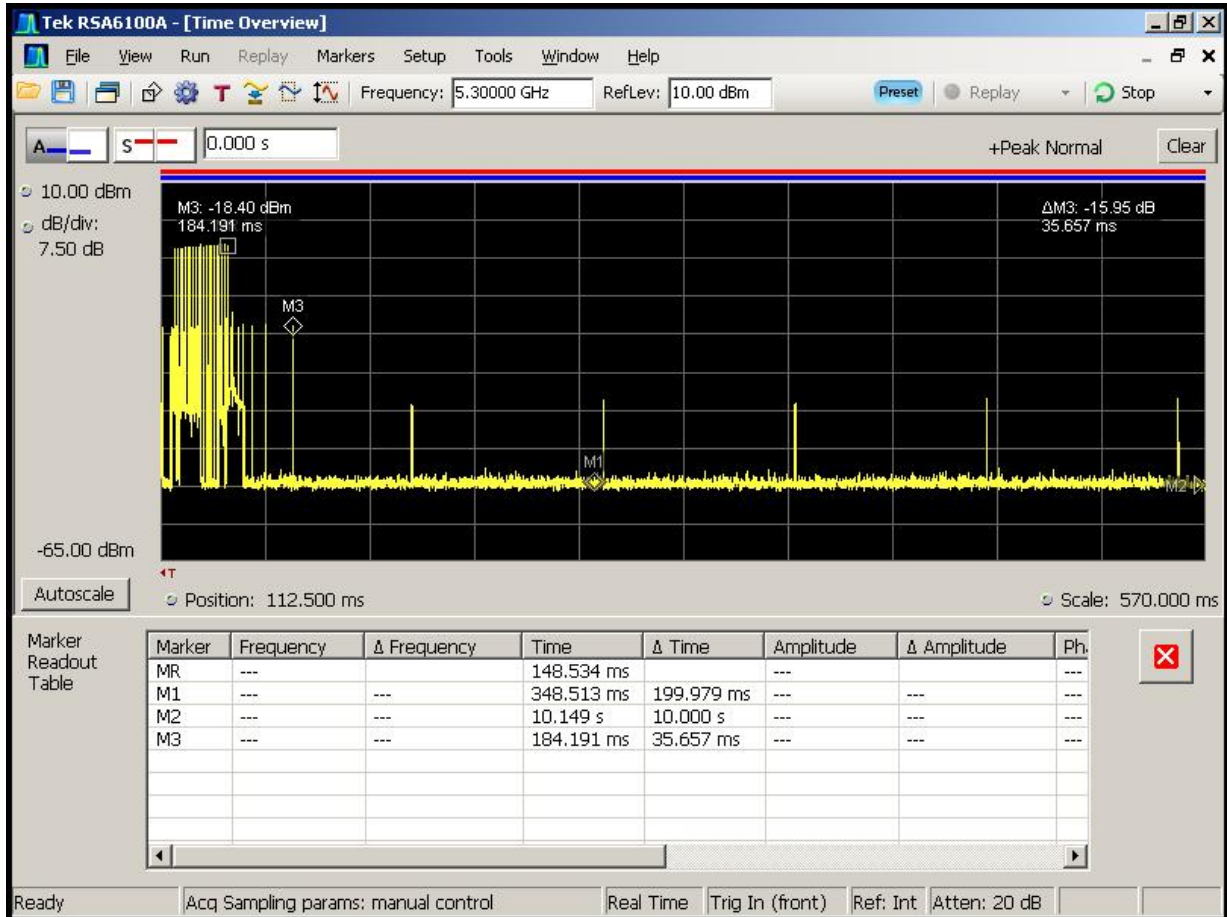 Tek RSA6100A - [Time Overview]
File View Run Replay Markers Setup Tools Window Help
T Frequency: 5.30000 GHz RefLev: 10.00 dBm Preset Replay Stop
A S 0.000 s +Peak Normal Clear
10.00 dBm
dB/div:
7.50 dB
M3: -18.40 dBm
184.191 ms
ΔM3: -15.95 dB
35.657 ms
M3
M1
M2
-65.00 dBm
T
Autoscale Position: 112.500 ms Scale: 570.000 ms
Marker
Readout
Table
Marker Frequency Δ Frequency Time Δ Time Amplitude Δ Amplitude Ph
MR --- 148.534 ms --- ---
M1 --- --- 348.513 ms 199.979 ms --- --- ---
M2 --- --- 10.149 s 10.000 s --- --- ---
M3 --- --- 184.191 ms 35.657 ms --- --- ---
Ready Acq Sampling params: manual control Real Time Trig In (front) Ref: Int Atten: 20 dB